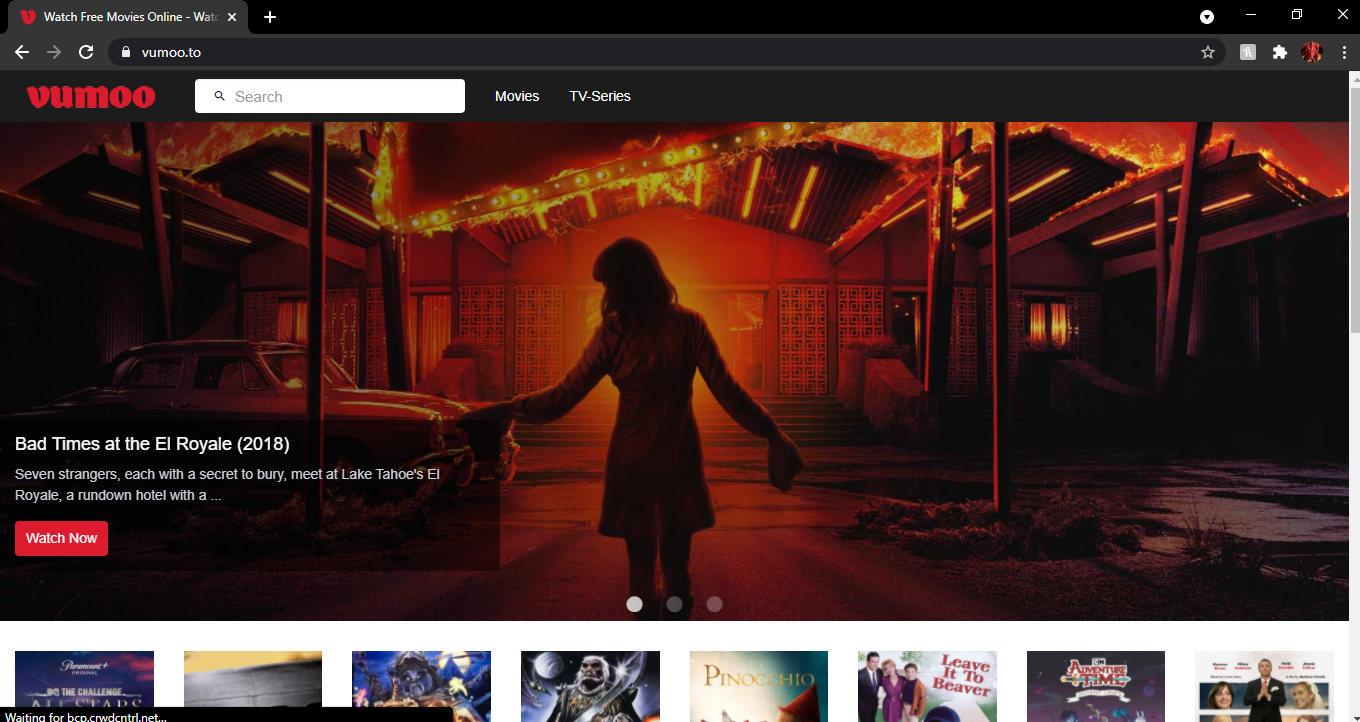 Watch Free Movies Online - Watc
vumoo.to
vumoo
Search
Movies
TV-Series
Bad Times at the El Royale (2018)
Seven strangers, each with a secret to bury, meet at Lake Tahoe's El
Royale, a rundown hotel with a ...
Watch Now
Paramount+
ORIGINAL
THE CHALLENGE
ALL STARS
PINOCCHIO
LEAVE
IT TO
BEAVER
CN
ADVENTURE
TIME
Waiting for bcp.crwdcntrl.net...